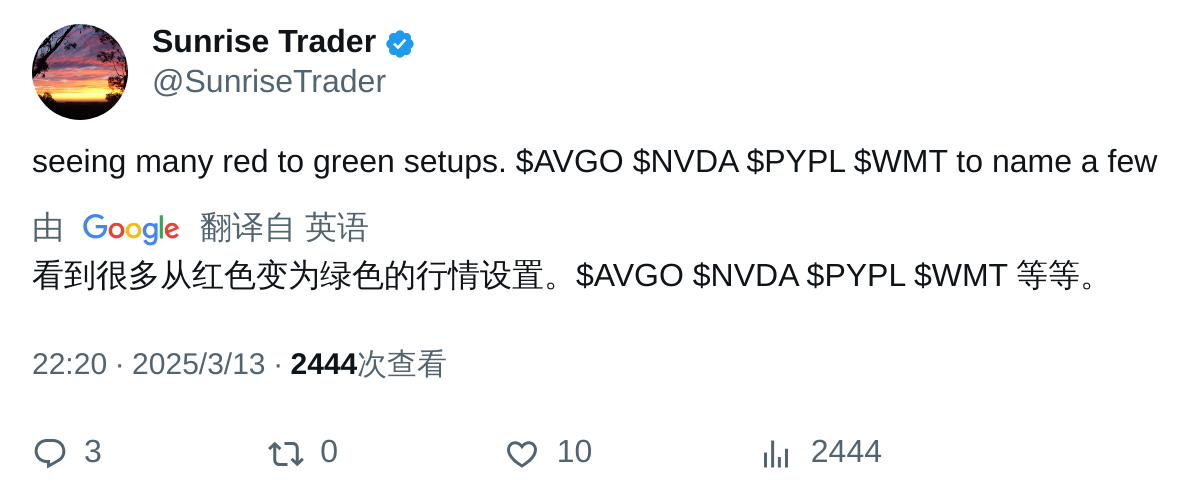 Sunrise Trader
@SunriseTrader
seeing many red to green setups. $AVGO $NVDA $PYPL $WMT to name a few
由 Google 翻译自 英语
看到很多从红色变为绿色的行情设置。$AVGO $NVDA $PYPL $WMT 等等。
22:20 · 2025/3/13 · 2444次查看
3 0 10 2444